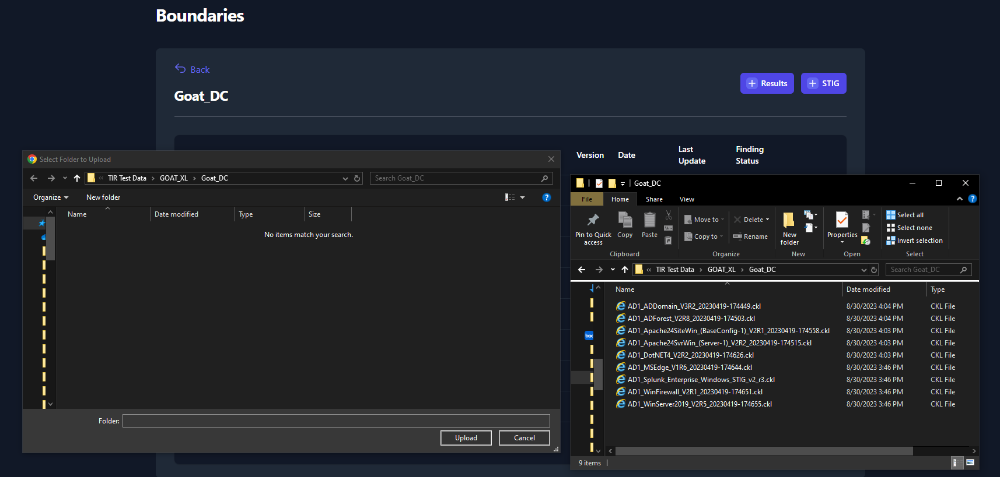 Boundaries
Back
Goat_DC
Results
STIG
Version
Date
Last Update
Finding Status
Select Folder to Upload
« TIR Test Data › GOAT_XL › Goat_DC
Search Goat_DC
Organize
New folder
?
Name
Date modified
Type
Size
No items match your search.
Folder:
Upload
Cancel
Goat_DC
File
Home
Share
View
?
Pin to Quick access
Copy
Paste
Move to
Copy to
Delete
Rename
New folder
Properties
Select all
Select none
Invert selection
Clipboard
Organize
New
Open
Select
« TIR Test Data › GOAT_XL › Goat_DC
Search Goat_DC
box
Name
Date modified
Type
AD1_ADDomain_V3R2_20230419-174449.ckl 8/30/2023 4:04 PM CKL File
AD1_ADForest_V2R8_20230419-174503.ckl 8/30/2023 4:04 PM CKL File
AD1_Apache24SiteWin_(BaseConfig-1)_V2R1_20230419-174558.ckl 8/30/2023 4:03 PM CKL File
AD1_Apache24SvrWin_(Server-1)_V2R2_20230419-174515.ckl 8/30/2023 4:03 PM CKL File
AD1_DotNET4_V2R2_20230419-174626.ckl 8/30/2023 4:03 PM CKL File
AD1_MSEdge_V1R6_20230419-174644.ckl 8/30/2023 3:46 PM CKL File
AD1_Splunk_Enterprise_Windows_STIG_v2_r3.ckl 8/30/2023 3:46 PM CKL File
AD1_WinFirewall_V2R1_20230419-174651.ckl 8/30/2023 3:46 PM CKL File
AD1_WinServer2019_V2R5_20230419-174655.ckl 8/30/2023 3:46 PM CKL File
9 items